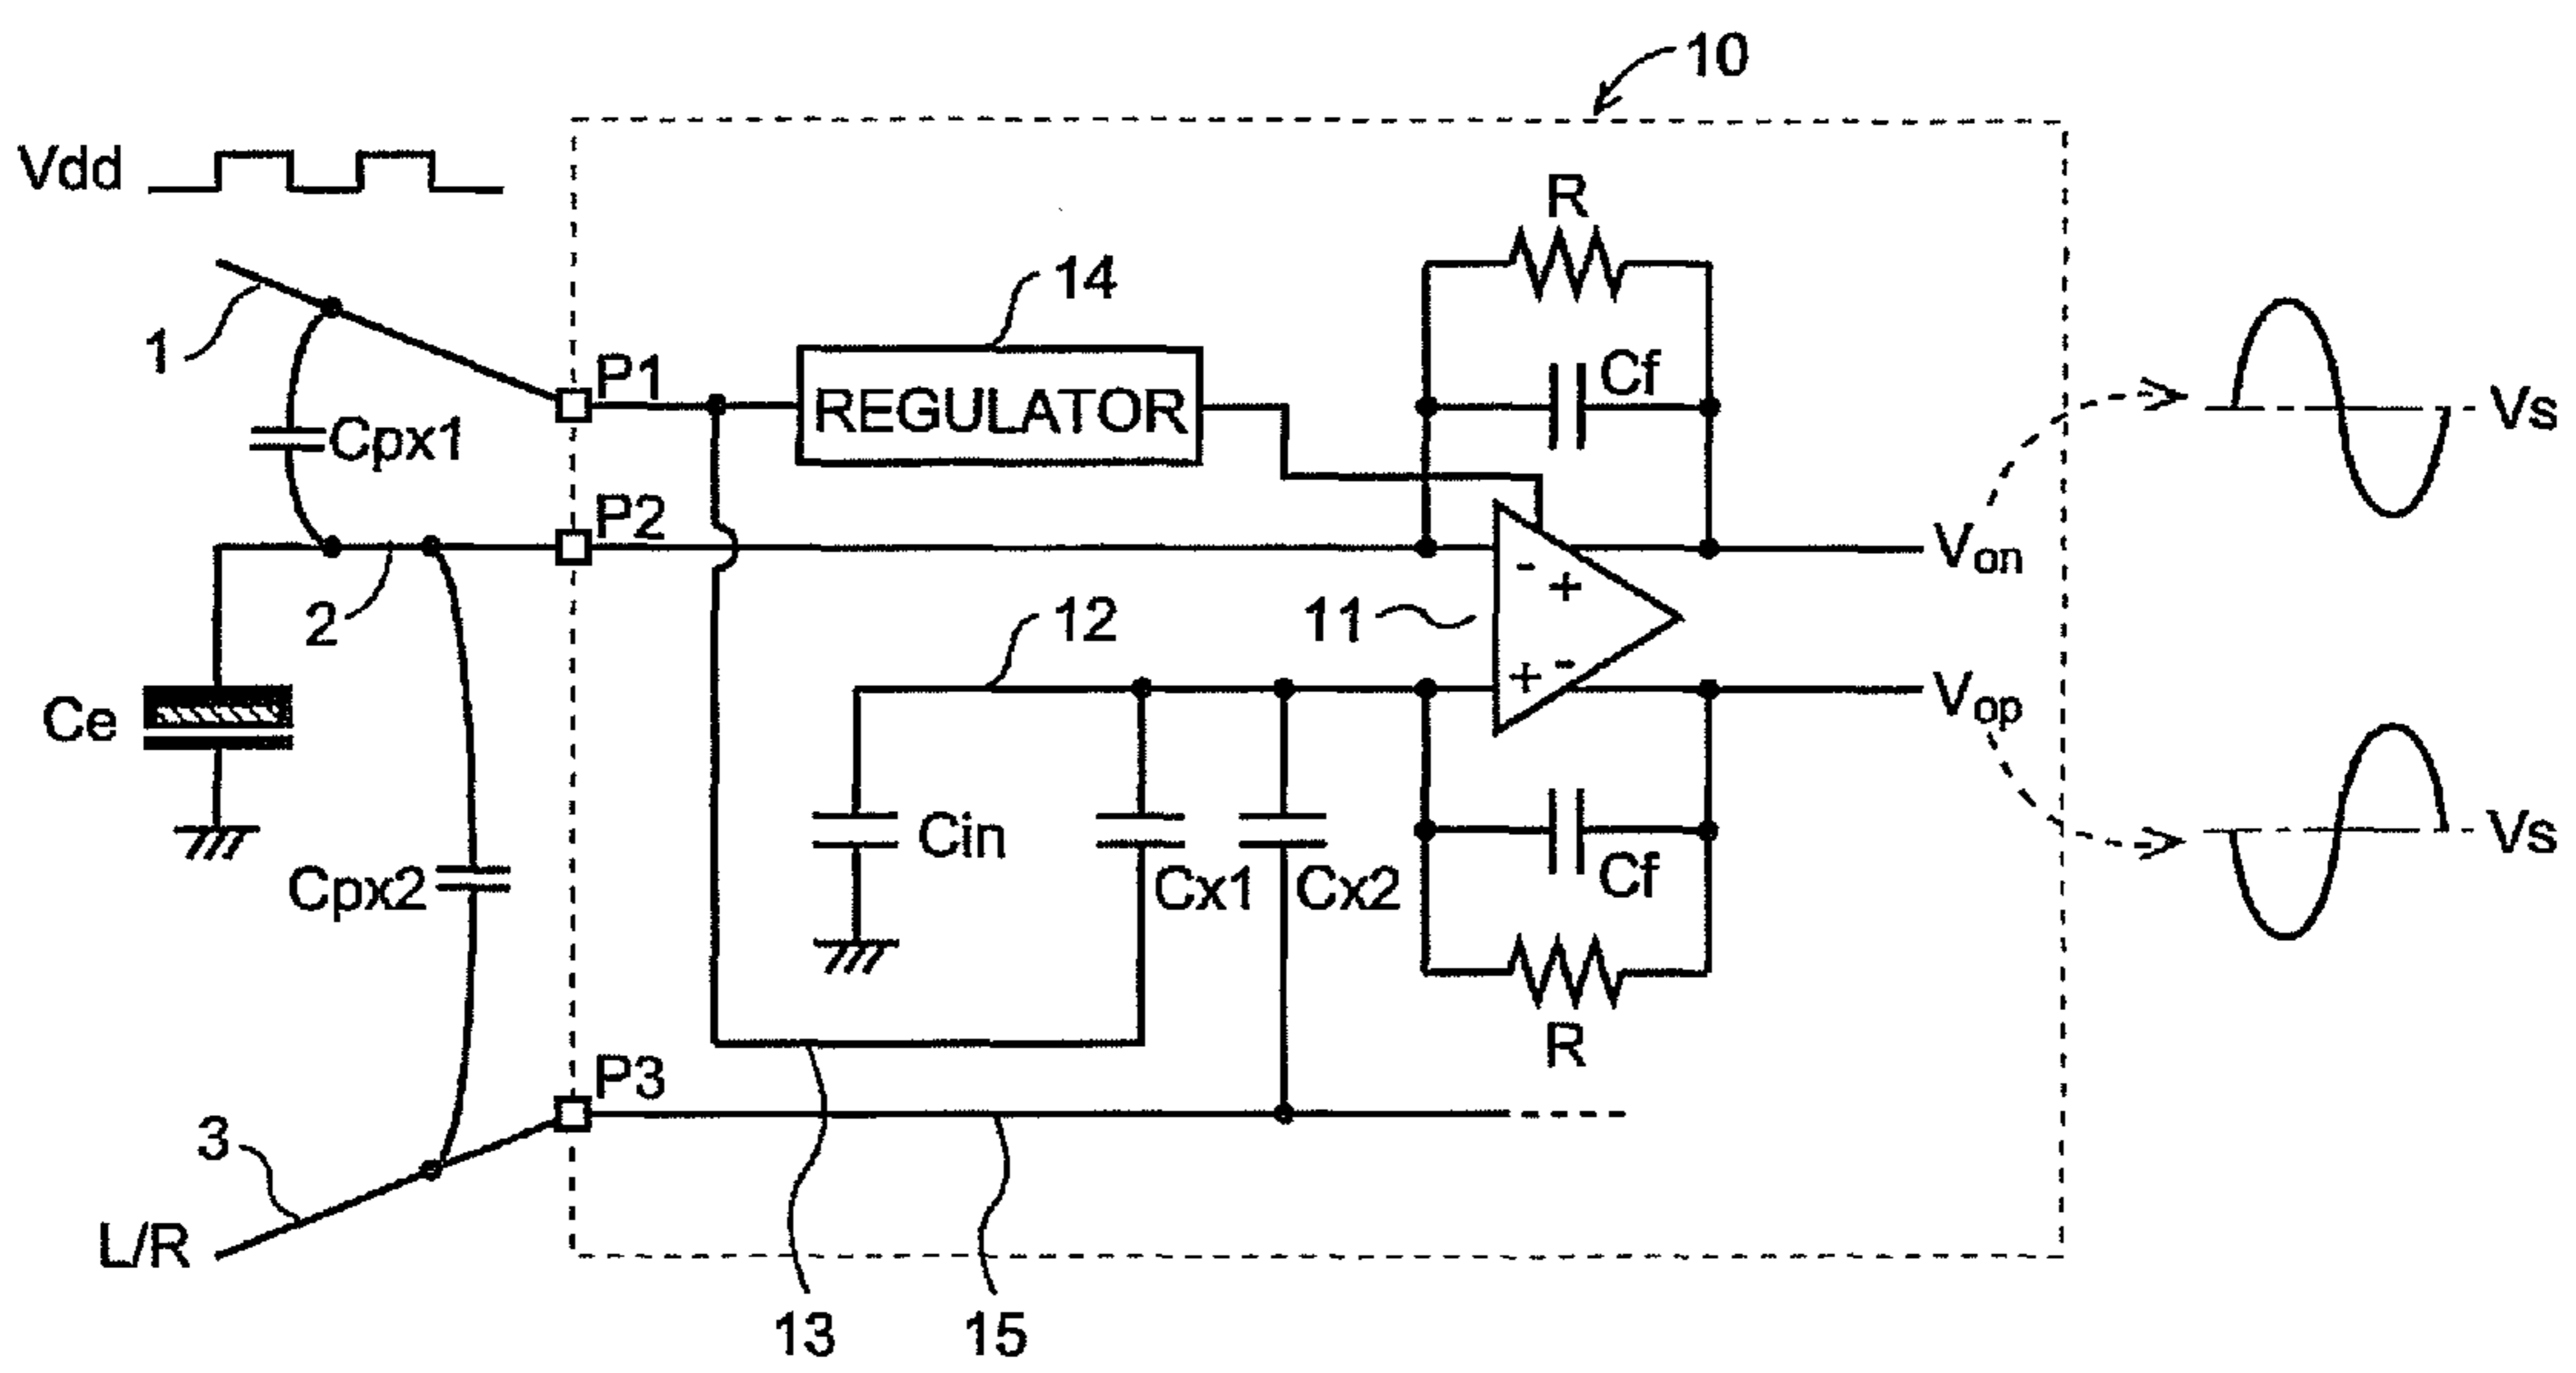 10
Vdd
R
14
1
P1
Cf
REGULATOR
Vs
Cpx1
P2
- +
Von
2
12
11
+ -
Vop
Ce
Cin
Vs
Cpx2
Cx1
Cx2
Cf
R
P3
3
L/R
13
15